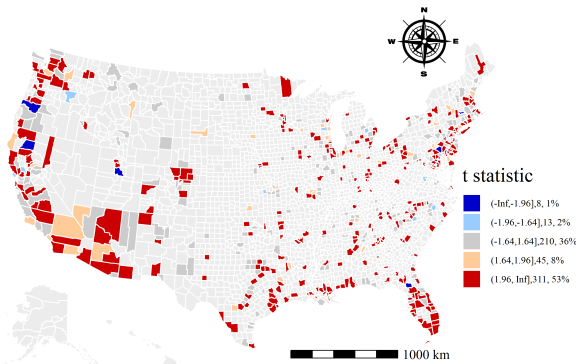 N
W E
S
t statistic
(-Inf,-1.96],8, 1%
(-1.96,-1.64],13, 2%
(-1.64,1.64],210, 36%
(1.64,1.96],45, 8%
(1.96, Inf],311, 53%
1000 km